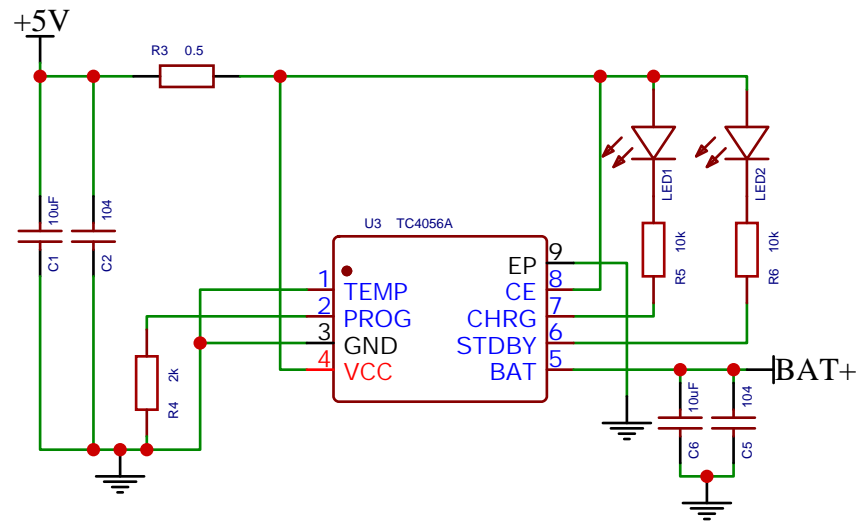 +5V
R3 0.5
10uF
C1
104
C2
LED1
LED2
10k
R5
10k
R6
U3 TC4056A
1 TEMP
2 PROG
3 GND
4 VCC
EP 9
CE 8
CHRG 7
STDBY 6
BAT 5
2k
R4
BAT+
10uF
C6
104
C5